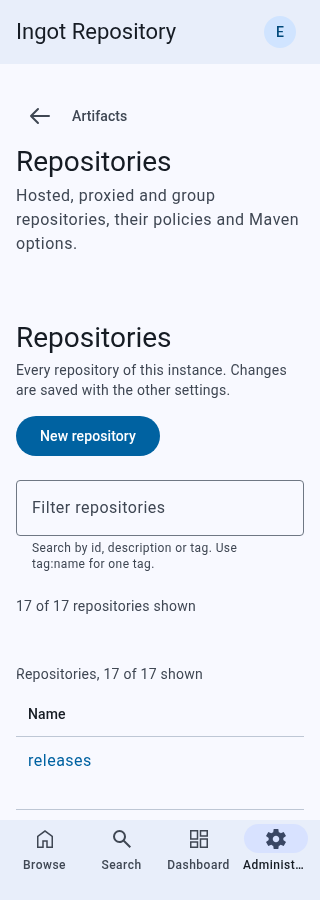 Ingot Repository
E
Artifacts
Repositories
Hosted, proxied and group
repositories, their policies and Maven
options.
Repositories
Every repository of this instance. Changes
are saved with the other settings.
New repository
Filter repositories
Search by id, description or tag. Use
tag:name for one tag.
17 of 17 repositories shown
Repositories, 17 of 17 shown
Name
releases
Browse
Search
Dashboard
Administ…